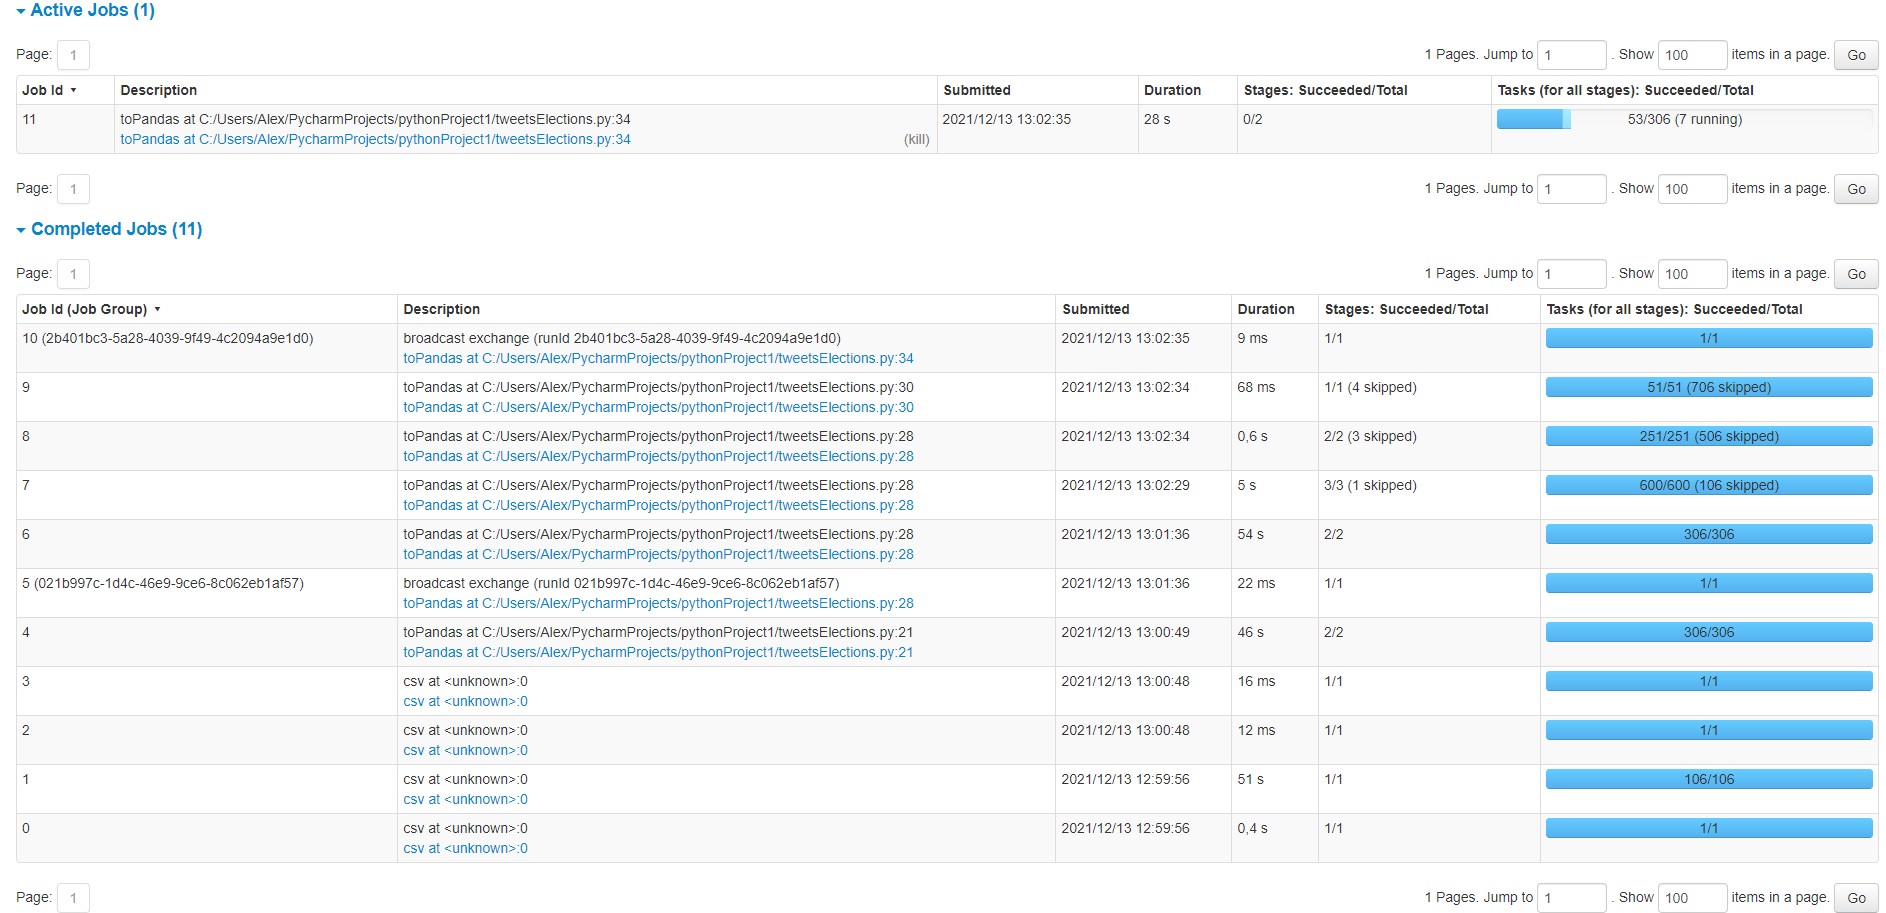 Active Jobs (1)
Page: 1
1 Pages. Jump to 1 . Show 100 items in a page. Go
Job Id ▾ Description Submitted Duration Stages: Succeeded/Total Tasks (for all stages): Succeeded/Total
11 toPandas at C:/Users/Alex/PycharmProjects/pythonProject1/tweetsElections.py:34 2021/12/13 13:02:35 28 s 0/2 53/306 (7 running)
toPandas at C:/Users/Alex/PycharmProjects/pythonProject1/tweetsElections.py:34 (kill)
Page: 1
1 Pages. Jump to 1 . Show 100 items in a page. Go
Completed Jobs (11)
Page: 1
1 Pages. Jump to 1 . Show 100 items in a page. Go
Job Id (Job Group) ▾ Description Submitted Duration Stages: Succeeded/Total Tasks (for all stages): Succeeded/Total
10 (2b401bc3-5a28-4039-9f49-4c2094a9e1d0) broadcast exchange (runId 2b401bc3-5a28-4039-9f49-4c2094a9e1d0) 2021/12/13 13:02:35 9 ms 1/1 1/1
toPandas at C:/Users/Alex/PycharmProjects/pythonProject1/tweetsElections.py:34
9 toPandas at C:/Users/Alex/PycharmProjects/pythonProject1/tweetsElections.py:30 2021/12/13 13:02:34 68 ms 1/1 (4 skipped) 51/51 (706 skipped)
toPandas at C:/Users/Alex/PycharmProjects/pythonProject1/tweetsElections.py:30
8 toPandas at C:/Users/Alex/PycharmProjects/pythonProject1/tweetsElections.py:28 2021/12/13 13:02:34 0,6 s 2/2 (3 skipped) 251/251 (506 skipped)
toPandas at C:/Users/Alex/PycharmProjects/pythonProject1/tweetsElections.py:28
7 toPandas at C:/Users/Alex/PycharmProjects/pythonProject1/tweetsElections.py:28 2021/12/13 13:02:29 5 s 3/3 (1 skipped) 600/600 (106 skipped)
toPandas at C:/Users/Alex/PycharmProjects/pythonProject1/tweetsElections.py:28
6 toPandas at C:/Users/Alex/PycharmProjects/pythonProject1/tweetsElections.py:28 2021/12/13 13:01:36 54 s 2/2 306/306
toPandas at C:/Users/Alex/PycharmProjects/pythonProject1/tweetsElections.py:28
5 (021b997c-1d4c-46e9-9ce6-8c062eb1af57) broadcast exchange (runId 021b997c-1d4c-46e9-9ce6-8c062eb1af57) 2021/12/13 13:01:36 22 ms 1/1 1/1
toPandas at C:/Users/Alex/PycharmProjects/pythonProject1/tweetsElections.py:28
4 toPandas at C:/Users/Alex/PycharmProjects/pythonProject1/tweetsElections.py:21 2021/12/13 13:00:49 46 s 2/2 306/306
toPandas at C:/Users/Alex/PycharmProjects/pythonProject1/tweetsElections.py:21
3 csv at <unknown>:0 2021/12/13 13:00:48 16 ms 1/1 1/1
csv at <unknown>:0
2 csv at <unknown>:0 2021/12/13 13:00:48 12 ms 1/1 1/1
csv at <unknown>:0
1 csv at <unknown>:0 2021/12/13 12:59:56 51 s 1/1 106/106
csv at <unknown>:0
0 csv at <unknown>:0 2021/12/13 12:59:56 0,4 s 1/1 1/1
csv at <unknown>:0
Page: 1
1 Pages. Jump to 1 . Show 100 items in a page. Go